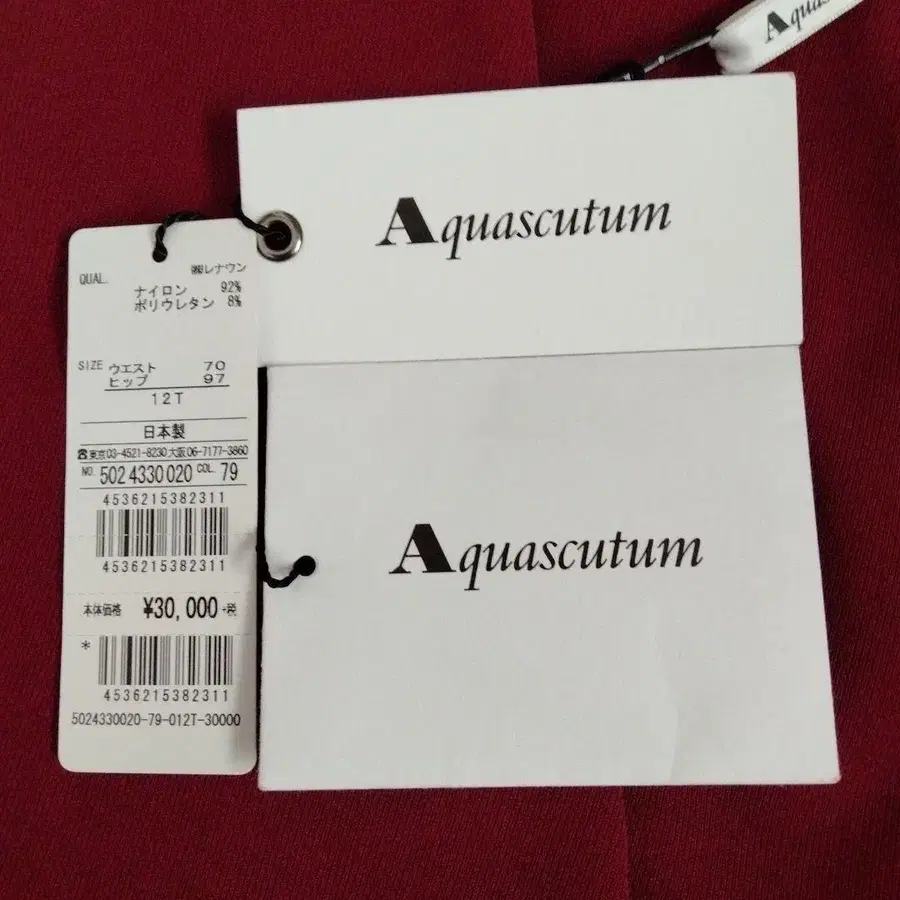 Aquas
Aquascutum
Aquascutum
QUAL. ㈱レナウン
ナイロン 92%
ポリウレタン 8%
SIZE ウエスト 70
ヒップ 97
12T
日本製
☎東京03-4521-8230 大阪06-7177-3860
NO. 502 4330 020 COL. 79
4536215382311
4536215382311
本体価格 ¥30,000 +税
*
4536215382311
5024330020-79-012T-30000